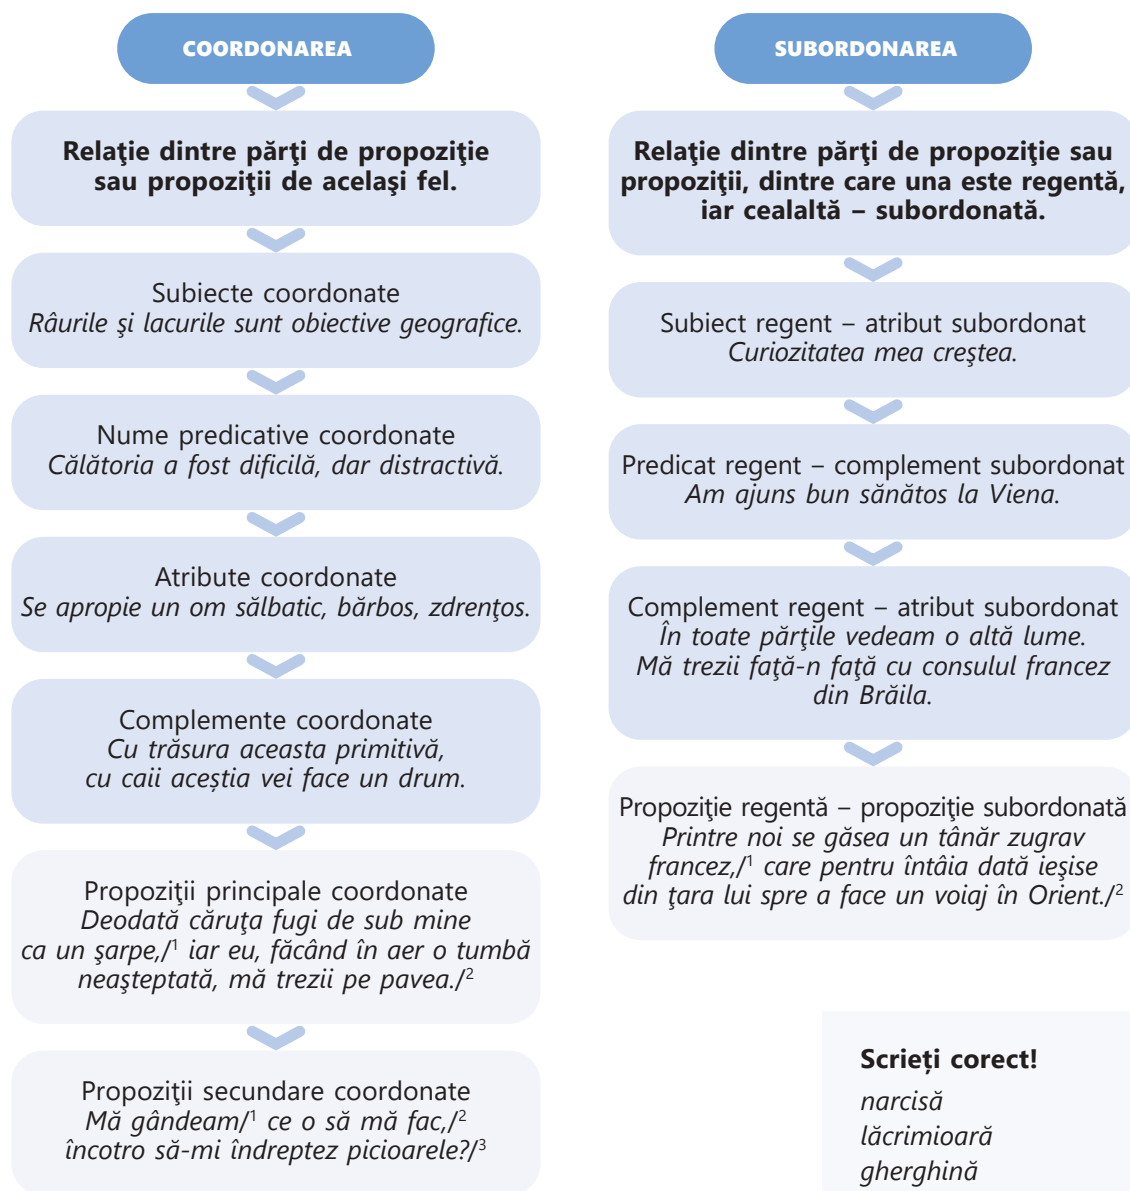 COORDONAREA
Relaţie dintre părţi de propoziţie
sau propoziţii de acelaşi fel.
Subiecte coordonate
Râurile şi lacurile sunt obiective geografice.
Nume predicative coordonate
Călătoria a fost dificilă, dar distractivă.
Atribute coordonate
Se apropie un om sălbatic, bărbos, zdrenţos.
Complemente coordonate
Cu trăsura aceasta primitivă,
cu caii aceștia vei face un drum.
Propoziţii principale coordonate
Deodată căruţa fugi de sub mine
ca un şarpe,/¹ iar eu, făcând în aer o tumbă
neaşteptată, mă trezii pe pavea./²
Propoziţii secundare coordonate
Mă gândeam/¹ ce o să mă fac,/²
încotro să-mi îndreptez picioarele?/³
SUBORDONAREA
Relaţie dintre părţi de propoziţie sau
propoziţii, dintre care una este regentă,
iar cealaltă – subordonată.
Subiect regent – atribut subordonat
Curiozitatea mea creştea.
Predicat regent – complement subordonat
Am ajuns bun sănătos la Viena.
Complement regent – atribut subordonat
În toate părţile vedeam o altă lume.
Mă trezii faţă-n faţă cu consulul francez
din Brăila.
Propoziţie regentă – propoziţie subordonată
Printre noi se găsea un tânăr zugrav
francez,/¹ care pentru întâia dată ieşise
din ţara lui spre a face un voiaj în Orient./²
Scrieți corect!
narcisă
lăcrimioară
gherghină